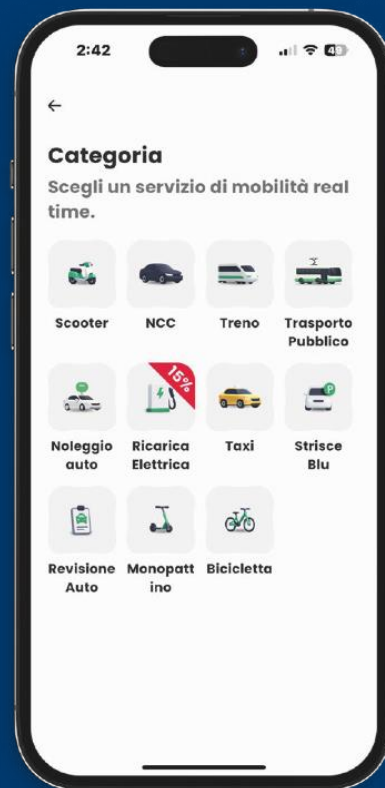 2:42
49
Categoria
Scegli un servizio di mobilità real
time.
Scooter
NCC
Treno
Trasporto
Pubblico
15%
P
Noleggio
auto
Ricarica
Elettrica
Taxi
Strisce
Blu
Revisione
Auto
Monopatt
ino
Bicicletta